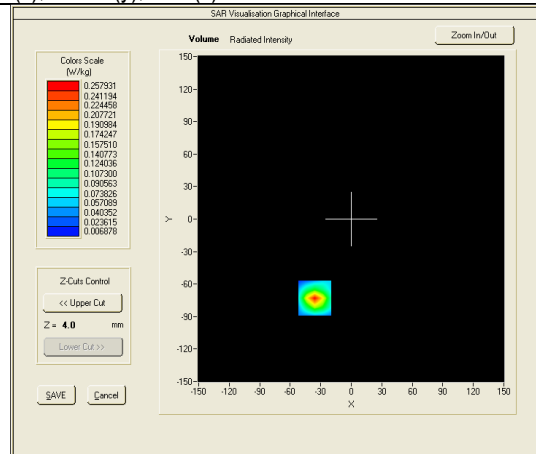 SAR Visualisation Graphical Interface
Volume Radiated Intensity
Zoom In/Out
Colors Scale
(W/kg)
0.257931
0.241194
0.224458
0.207721
0.190984
0.174247
0.157510
0.140773
0.124036
0.107300
0.090563
0.073826
0.057089
0.040352
0.023615
0.006878
Z-Cuts Control
<< Upper Cut
Z = 4.0 mm
Lower Cut >>
SAVE Cancel
150
120
90
60
30
0
-30
-60
-90
-120
-150
Y
-150 -120 -90 -60 -30 0 30 60 90 120 150
X